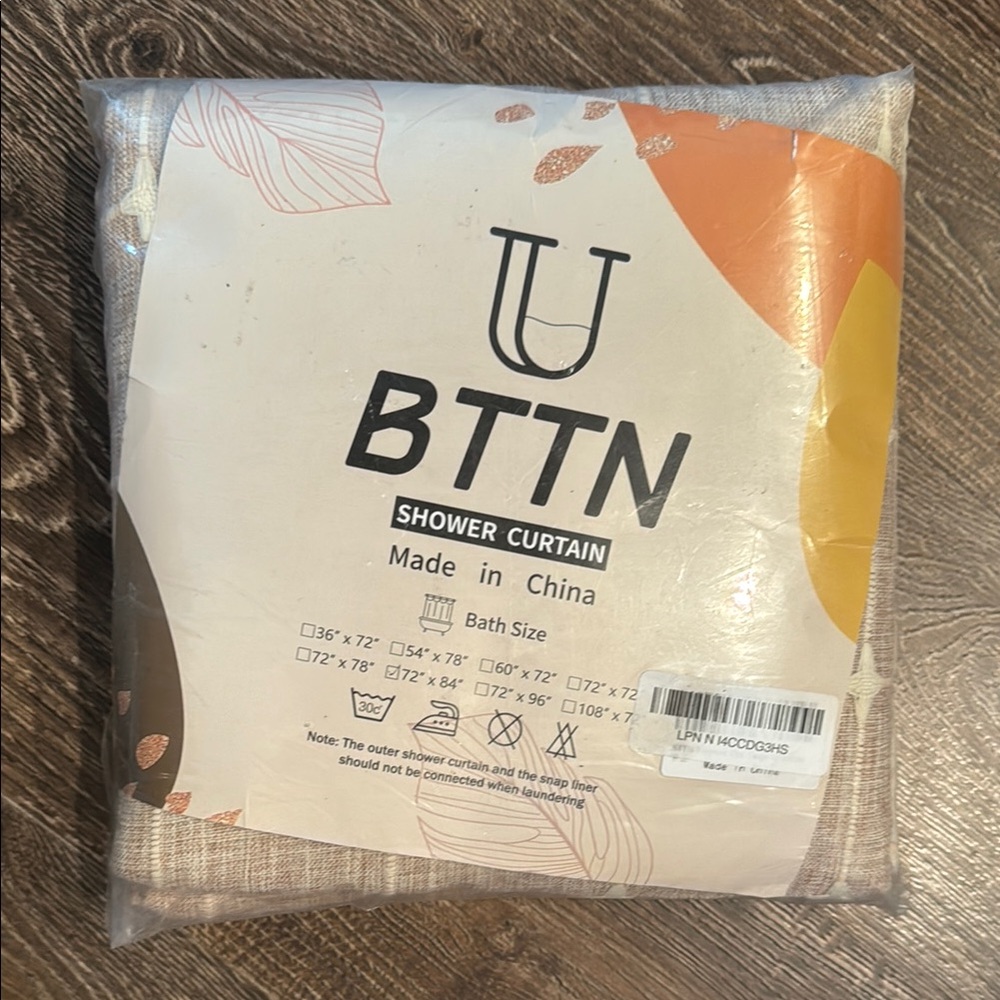 BTTN
SHOWER CURTAIN
Made in China
Bath Size
☐36" x 72" ☐54" x 78" ☐60" x 72" ☐72" x 72
☐72" x 78" ☑72" x 84" ☐72" x 96" ☐108" x 7
30c°
Note: The outer shower curtain and the snap liner
should not be connected when laundering
LPN N I4CCDG3HS
Made in China